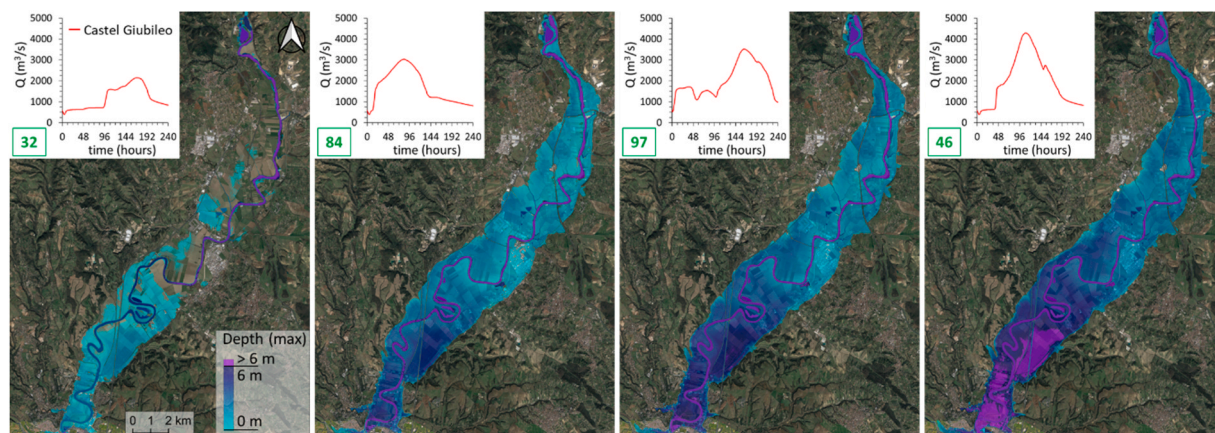 5000
4000
3000
2000
1000
0
Q (m³/s)
Castel Giubileo
0 48 96 144 192 240
time (hours)
32
Depth (max)
> 6 m
6 m
0 m
0 1 2 km
5000
4000
3000
2000
1000
0
Q (m³/s)
0 48 96 144 192 240
time (hours)
84
5000
4000
3000
2000
1000
0
Q (m³/s)
0 48 96 144 192 240
time (hours)
97
5000
4000
3000
2000
1000
0
Q (m³/s)
0 48 96 144 192 240
time (hours)
46